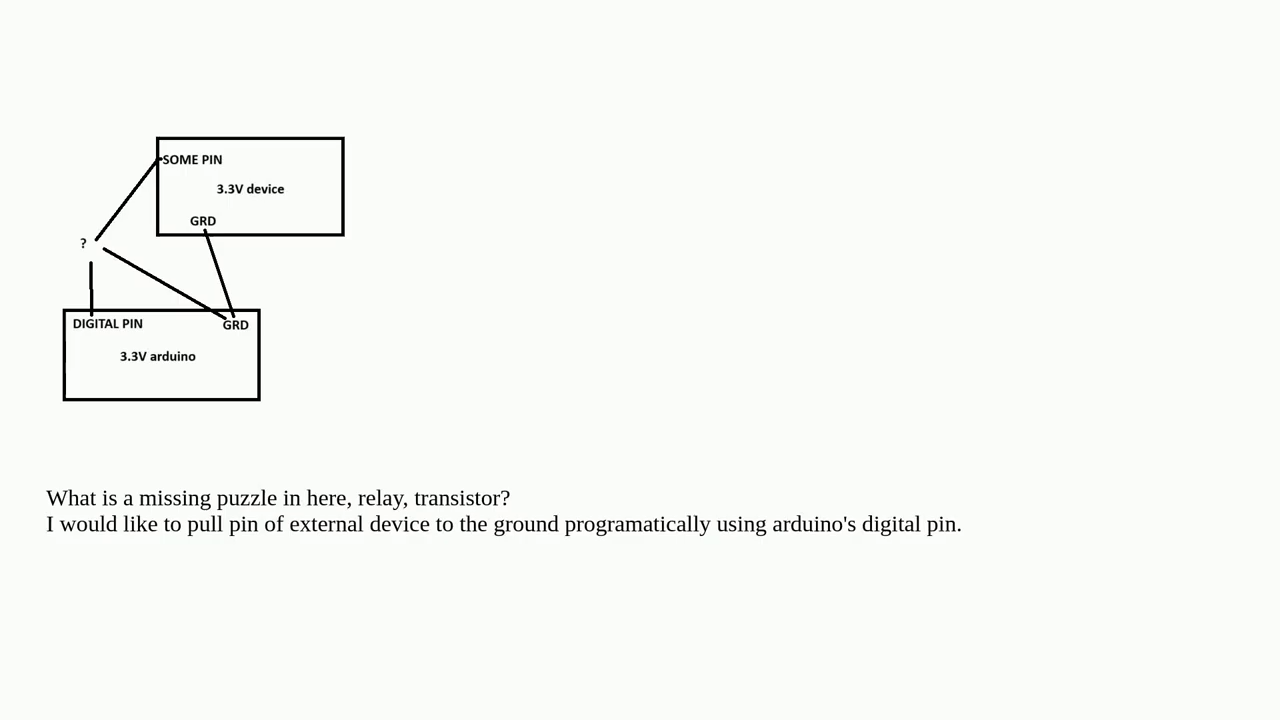 SOME PIN
3.3V device
GRD
?
DIGITAL PIN
GRD
3.3V arduino
What is a missing puzzle in here, relay, transistor?
I would like to pull pin of external device to the ground programatically using arduino's digital pin.